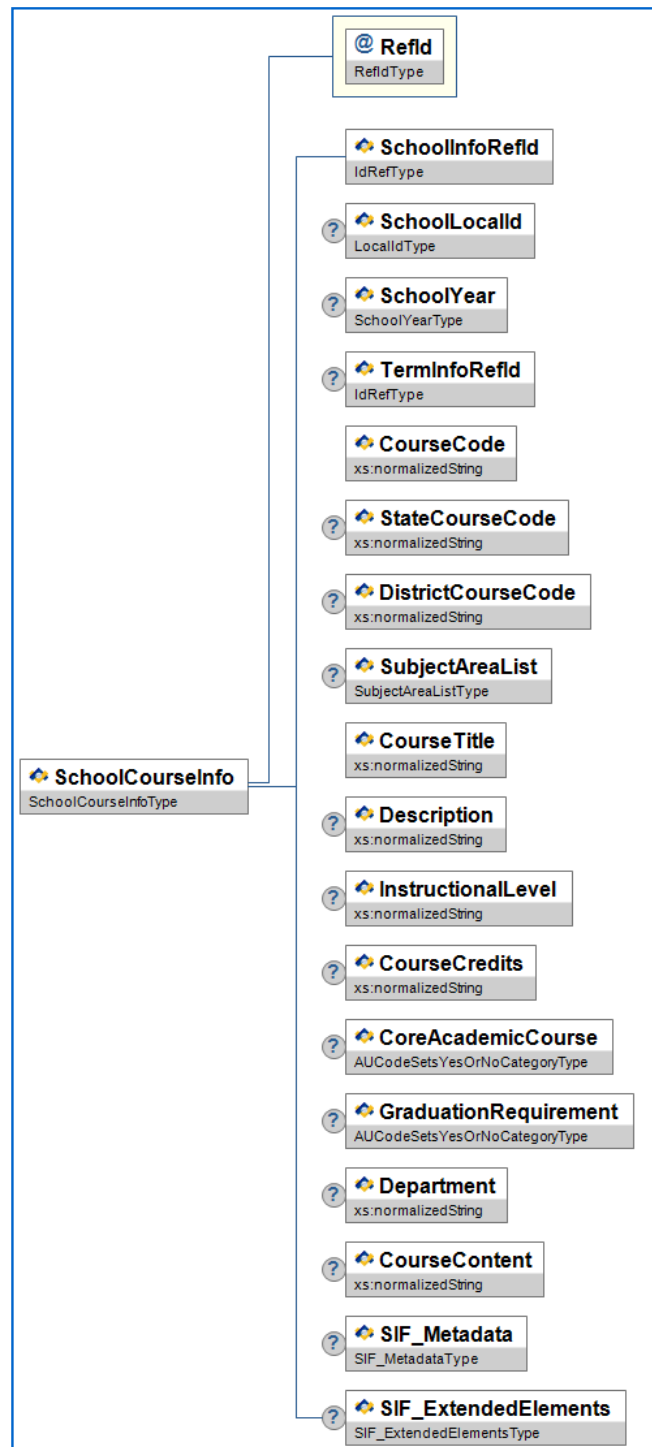 @ RefId
RefIdType
SchoolInfoRefId
IdRefType
? SchoolLocalId
LocalIdType
? SchoolYear
SchoolYearType
? TermInfoRefId
IdRefType
CourseCode
xs:normalizedString
? StateCourseCode
xs:normalizedString
? DistrictCourseCode
xs:normalizedString
? SubjectAreaList
SubjectAreaListType
CourseTitle
xs:normalizedString
SchoolCourseInfo
SchoolCourseInfoType
? Description
xs:normalizedString
? InstructionalLevel
xs:normalizedString
? CourseCredits
xs:normalizedString
? CoreAcademicCourse
AUCodeSetsYesOrNoCategoryType
? GraduationRequirement
AUCodeSetsYesOrNoCategoryType
? Department
xs:normalizedString
? CourseContent
xs:normalizedString
? SIF_Metadata
SIF_MetadataType
? SIF_ExtendedElements
SIF_ExtendedElementsType